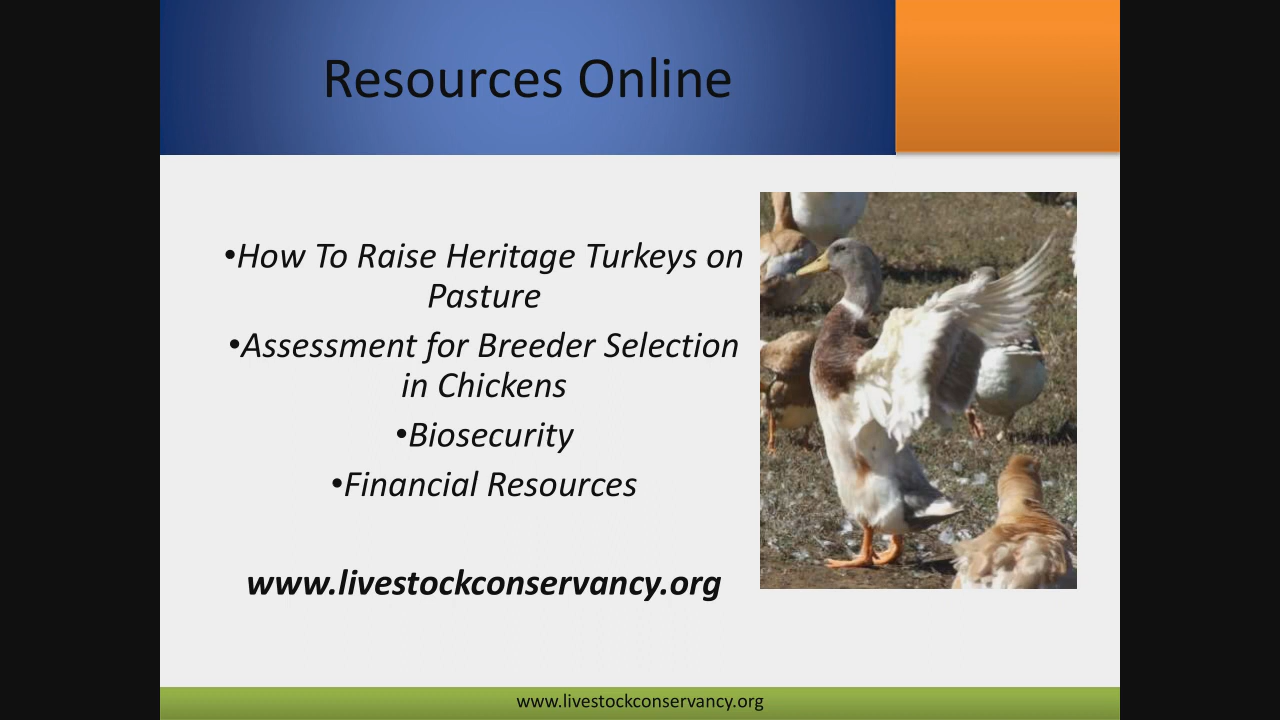 Resources Online
•How To Raise Heritage Turkeys on
Pasture
•Assessment for Breeder Selection
in Chickens
•Biosecurity
•Financial Resources
www.livestockconservancy.org
www.livestockconservancy.org